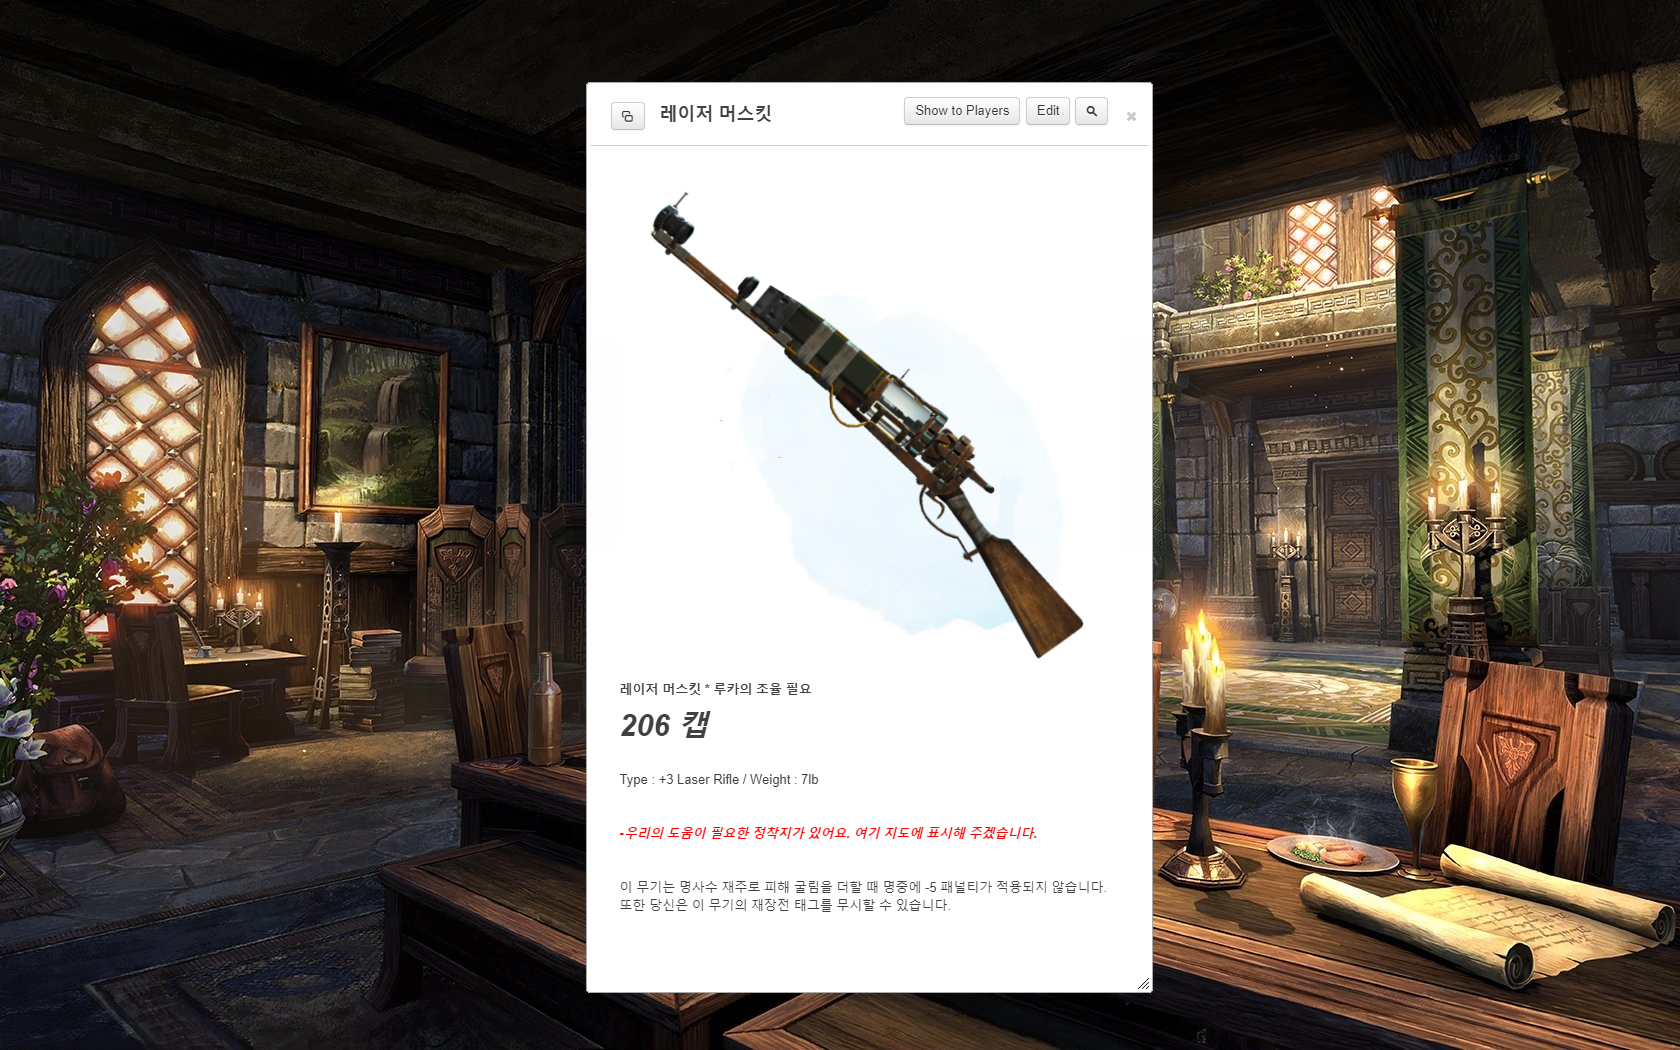 레이저 머스킷
Show to Players
Edit
레이저 머스킷 * 루카의 조율 필요
206 캡
Type : +3 Laser Rifle / Weight : 7lb
-우리의 도움이 필요한 정착지가 있어요. 여기 지도에 표시해 주겠습니다.
이 무기는 명사수 재주로 피해 굴림을 더할 때 명중에 -5 패널티가 적용되지 않습니다.
또한 당신은 이 무기의 재장전 태그를 무시할 수 있습니다.